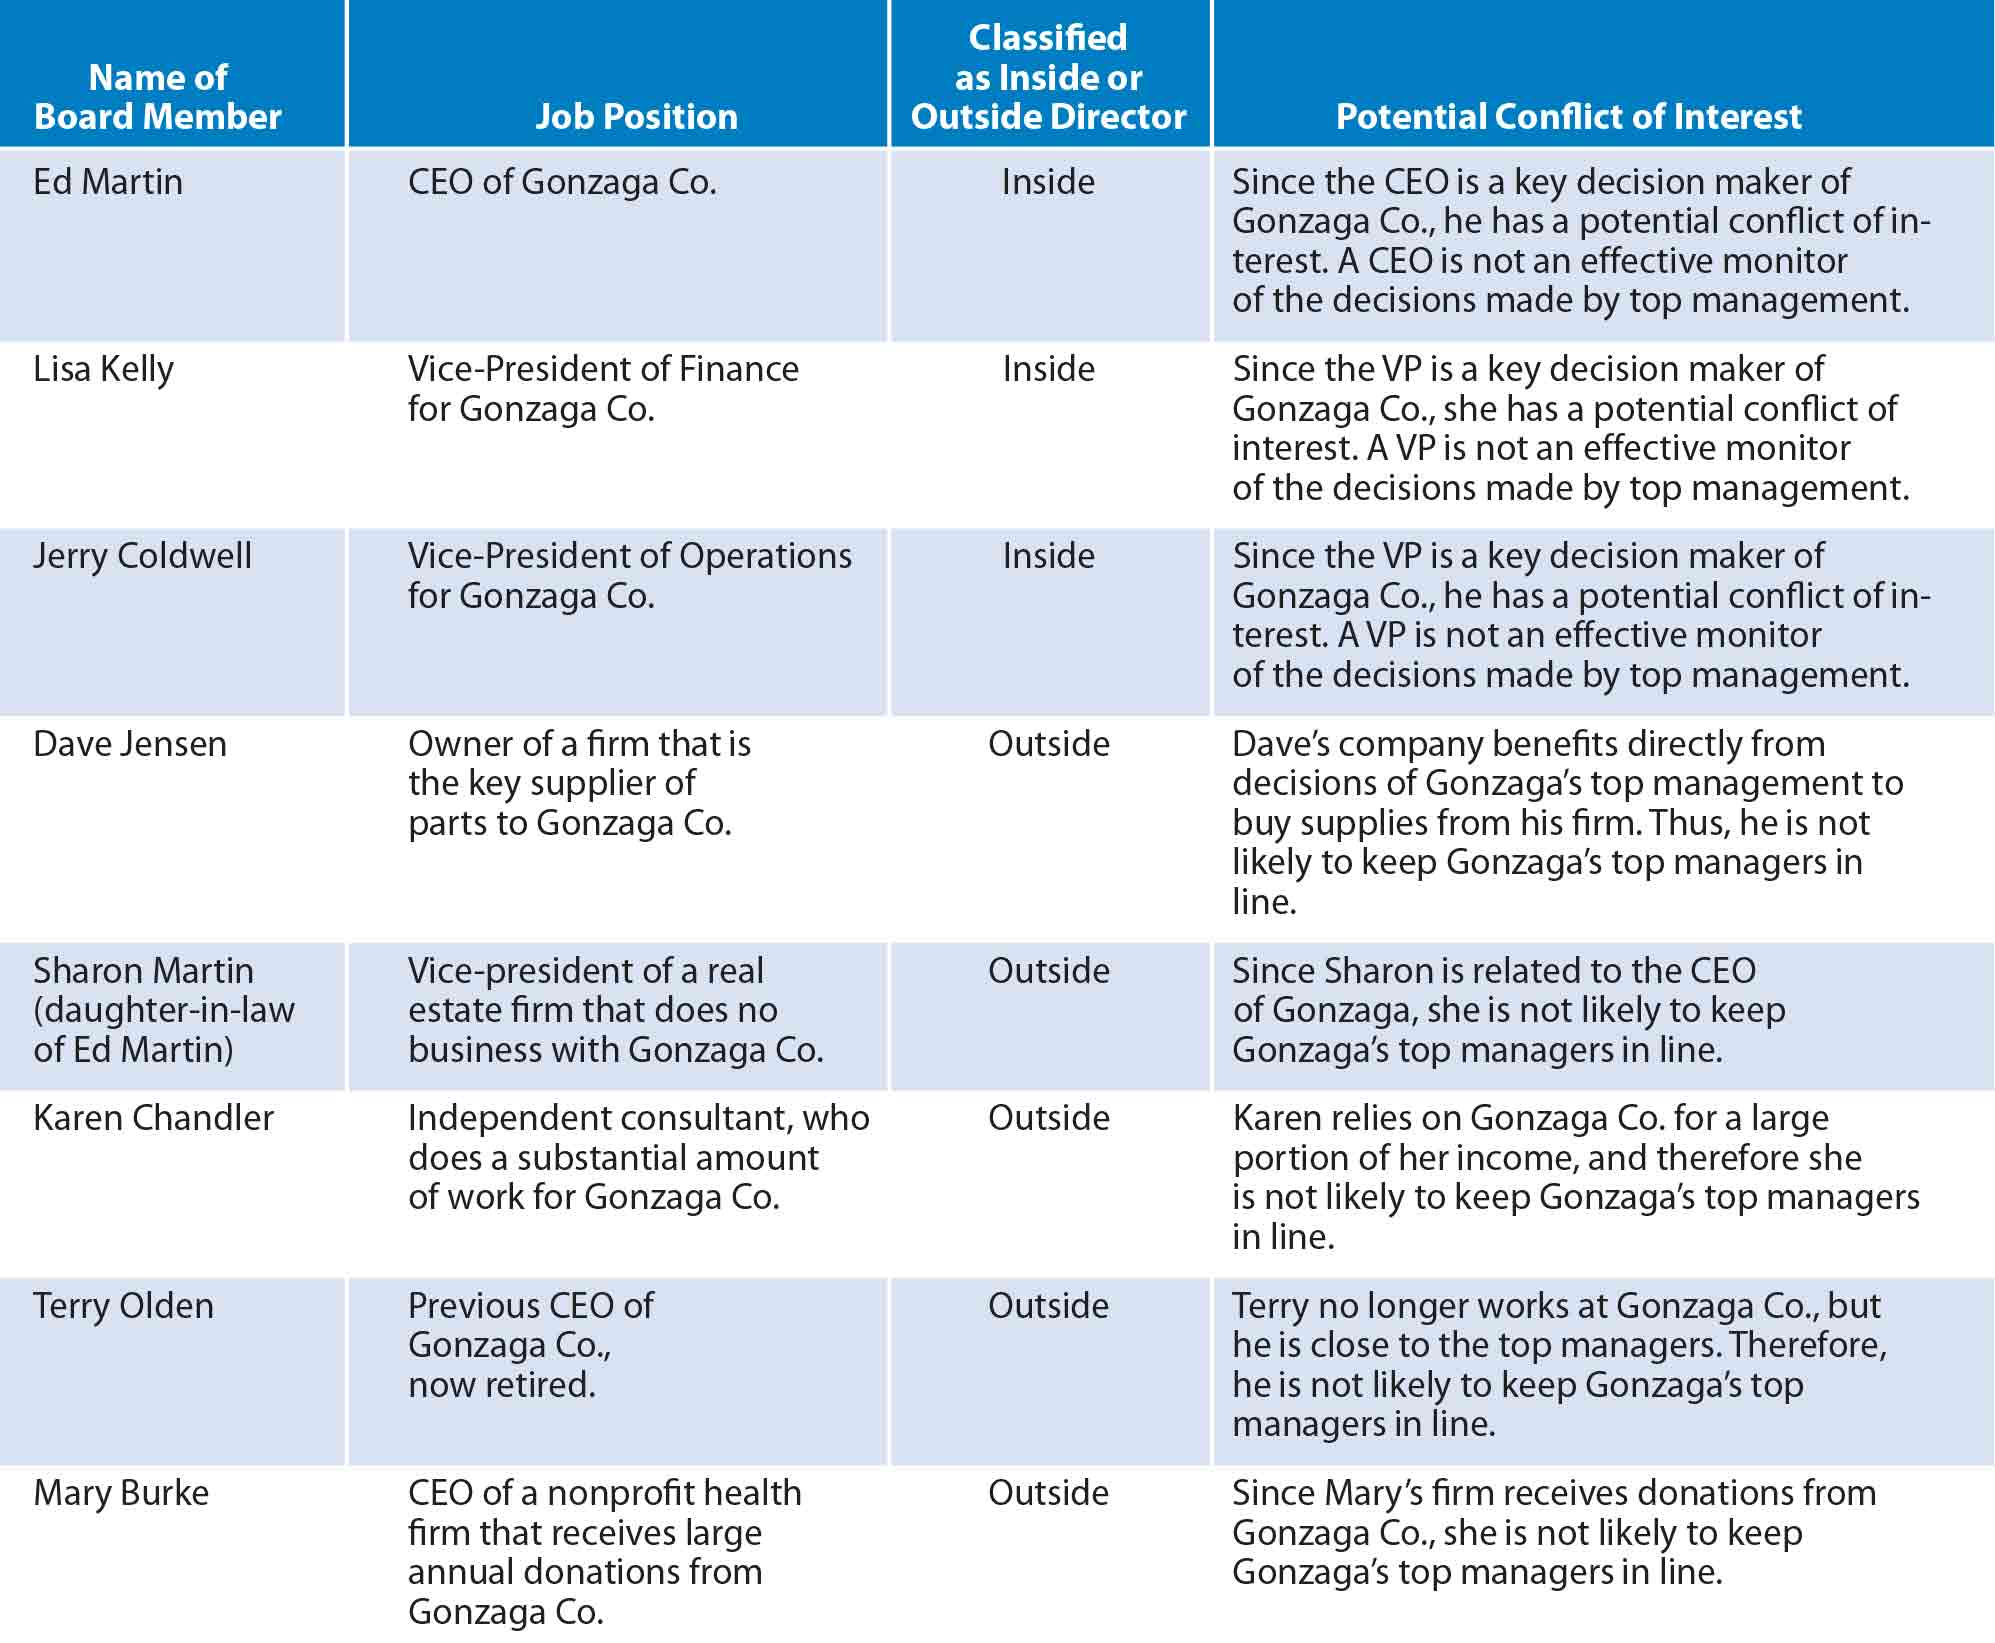 Name of
Board Member
Job Position
Classified
as Inside or
Outside Director
Potential Conflict of Interest
Ed Martin
CEO of Gonzaga Co.
Inside
Since the CEO is a key decision maker of
Gonzaga Co., he has a potential conflict of in-
terest. A CEO is not an effective monitor
of the decisions made by top management.
Lisa Kelly
Vice-President of Finance
for Gonzaga Co.
Inside
Since the VP is a key decision maker of
Gonzaga Co., she has a potential conflict of
interest. A VP is not an effective monitor
of the decisions made by top management.
Jerry Coldwell
Vice-President of Operations
for Gonzaga Co.
Inside
Since the VP is a key decision maker of
Gonzaga Co., he has a potential conflict of in-
terest. A VP is not an effective monitor
of the decisions made by top management.
Dave Jensen
Owner of a firm that is
the key supplier of
parts to Gonzaga Co.
Outside
Dave’s company benefits directly from
decisions of Gonzaga’s top management to
buy supplies from his firm. Thus, he is not
likely to keep Gonzaga’s top managers in
line.
Sharon Martin
(daughter-in-law
of Ed Martin)
Vice-president of a real
estate firm that does no
business with Gonzaga Co.
Outside
Since Sharon is related to the CEO
of Gonzaga, she is not likely to keep
Gonzaga’s top managers in line.
Karen Chandler
Independent consultant, who
does a substantial amount
of work for Gonzaga Co.
Outside
Karen relies on Gonzaga Co. for a large
portion of her income, and therefore she
is not likely to keep Gonzaga’s top managers
in line.
Terry Olden
Previous CEO of
Gonzaga Co.,
now retired.
Outside
Terry no longer works at Gonzaga Co., but
he is close to the top managers. Therefore,
he is not likely to keep Gonzaga’s top
managers in line.
Mary Burke
CEO of a nonprofit health
firm that receives large
annual donations from
Gonzaga Co.
Outside
Since Mary’s firm receives donations from
Gonzaga Co., she is not likely to keep
Gonzaga’s top managers in line.